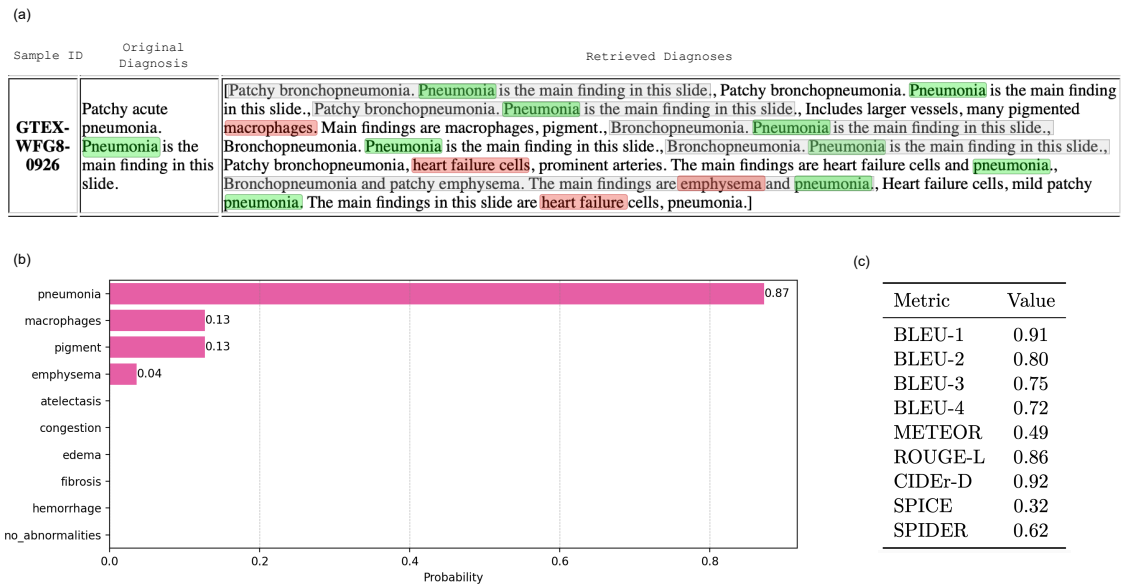 (a)
Sample ID
Original
Diagnosis
Retrieved Diagnoses
GTEX-
WFG8-
0926
Patchy acute
pneumonia.
Pneumonia is the
main finding in this
slide.
[Patchy bronchopneumonia. Pneumonia is the main finding in this slide., Patchy bronchopneumonia. Pneumonia is the main finding
in this slide., Patchy bronchopneumonia. Pneumonia is the main finding in this slide., Includes larger vessels, many pigmented
macrophages. Main findings are macrophages, pigment., Bronchopneumonia. Pneumonia is the main finding in this slide.,
Bronchopneumonia. Pneumonia is the main finding in this slide., Bronchopneumonia. Pneumonia is the main finding in this slide.,
Patchy bronchopneumonia, heart failure cells, prominent arteries. The main findings are heart failure cells and pneumonia.,
Bronchopneumonia and patchy emphysema. The main findings are emphysema and pneumonia., Heart failure cells, mild patchy
pneumonia. The main findings in this slide are heart failure cells, pneumonia.]
(b)
pneumonia 0.87
macrophages 0.13
pigment 0.13
emphysema 0.04
atelectasis
congestion
edema
fibrosis
hemorrhage
no_abnormalities
0.0 0.2 0.4 0.6 0.8
Probability
(c)
Metric Value
BLEU-1 0.91
BLEU-2 0.80
BLEU-3 0.75
BLEU-4 0.72
METEOR 0.49
ROUGE-L 0.86
CIDEr-D 0.92
SPICE 0.32
SPIDER 0.62